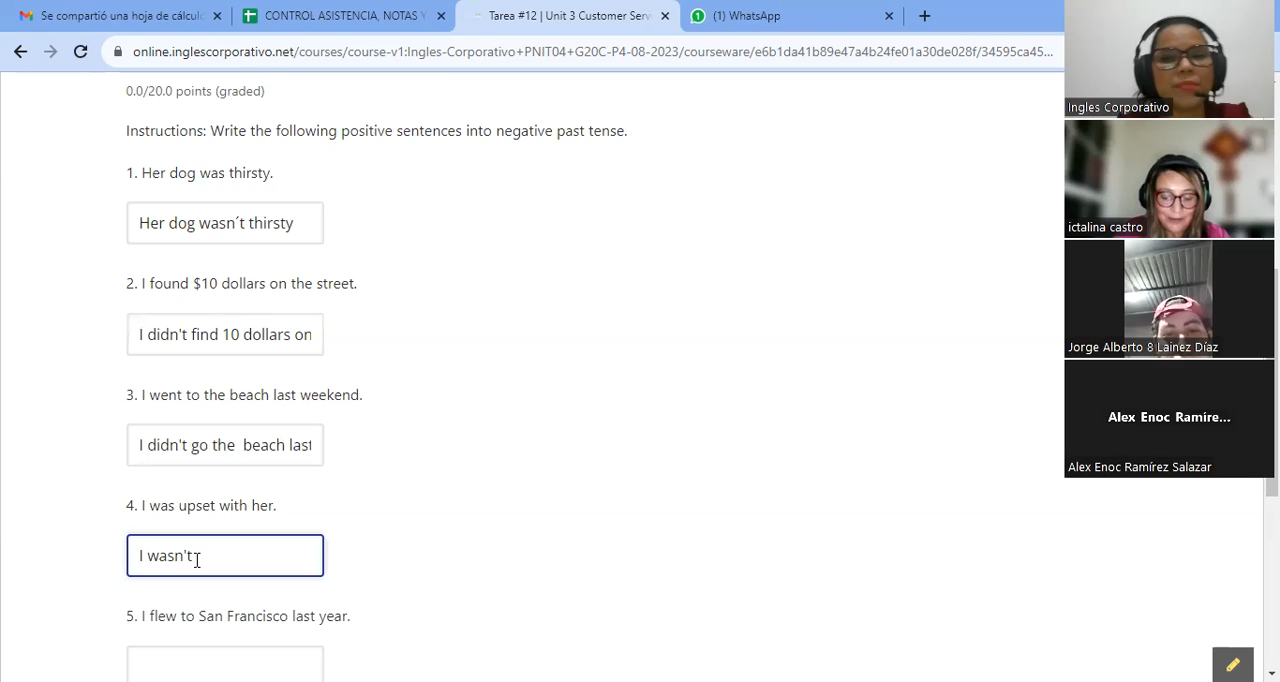 Se compartió una hoja de cálcul
CONTROL ASISTENCIA, NOTAS Y
Tarea #12 | Unit 3 Customer Serv
(1) WhatsApp
online.inglescorporativo.net/courses/course-v1:Ingles-Corporativo+PNIT04+G20C-P4-08-2023/courseware/e6b1da41b89e47a4b24fe01a30de028f/34595ca45...
0.0/20.0 points (graded)
Instructions: Write the following positive sentences into negative past tense.
1. Her dog was thirsty.
Her dog wasn´t thirsty
2. I found $10 dollars on the street.
I didn't find 10 dollars on
3. I went to the beach last weekend.
I didn't go the  beach last
4. I was upset with her.
I wasn't
5. I flew to San Francisco last year.
Ingles Corporativo
ictalina castro
Jorge Alberto 8 Lainez Díaz
Alex Enoc Ramíre...
Alex Enoc Ramírez Salazar